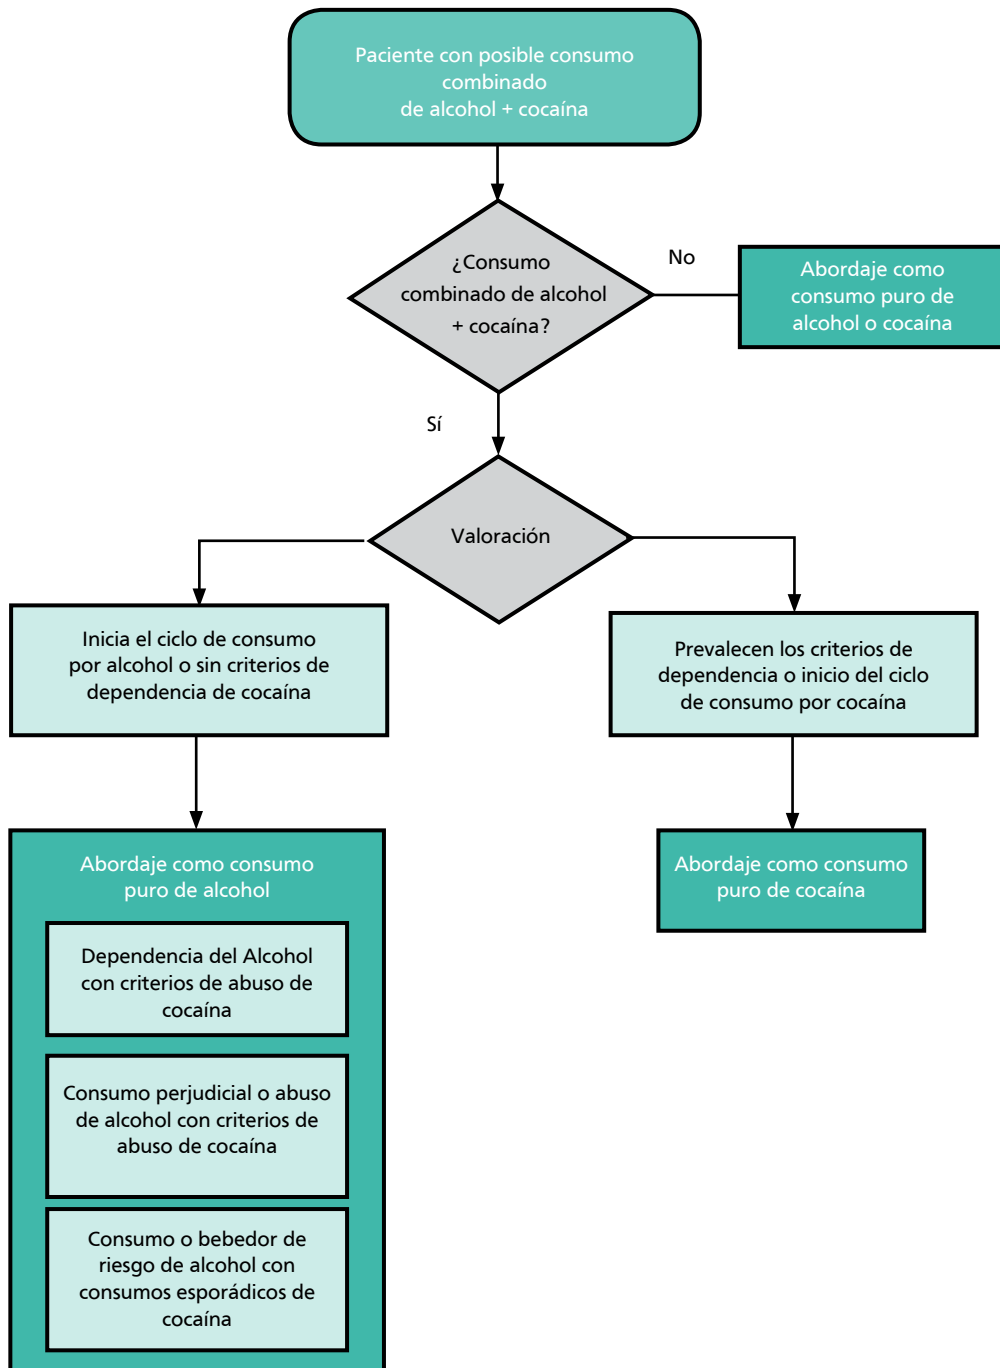 Paciente con posible consumo
combinado
de alcohol + cocaína
¿Consumo
combinado de alcohol
+ cocaína?
No
Abordaje como
consumo puro de
alcohol o cocaína
Sí
Valoración
Inicia el ciclo de consumo
por alcohol o sin criterios de
dependencia de cocaína
Prevalecen los criterios de
dependencia o inicio del ciclo
de consumo por cocaína
Abordaje como consumo
puro de alcohol
Dependencia del Alcohol
con criterios de abuso de
cocaína
Consumo perjudicial o abuso
de alcohol con criterios de
abuso de cocaína
Consumo o bebedor de
riesgo de alcohol con
consumos esporádicos de
cocaína
Abordaje como consumo
puro de cocaína